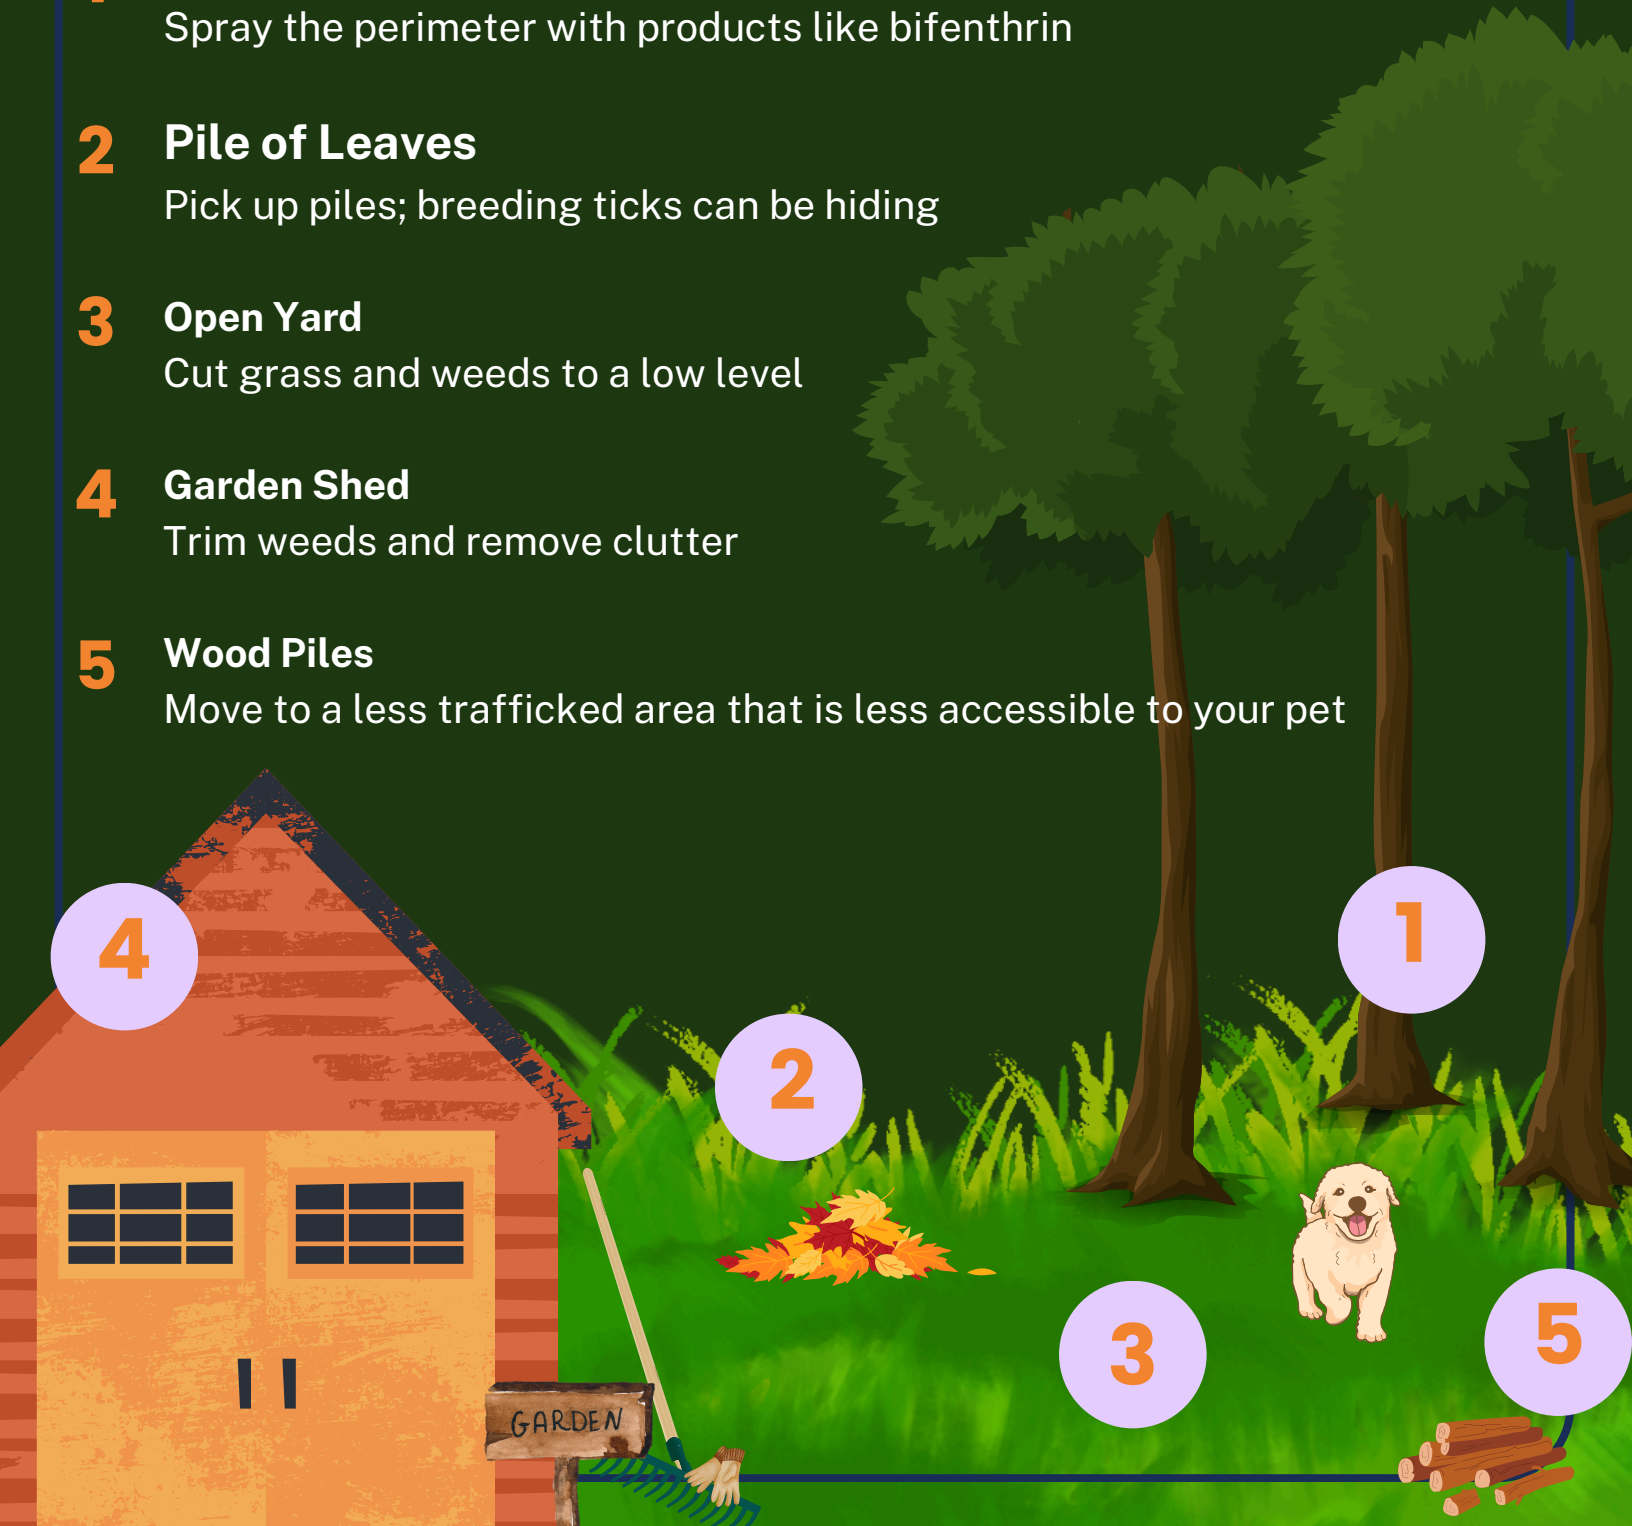 Spray the perimeter with products like bifenthrin
2 Pile of Leaves
Pick up piles; breeding ticks can be hiding
3 Open Yard
Cut grass and weeds to a low level
4 Garden Shed
Trim weeds and remove clutter
5 Wood Piles
Move to a less trafficked area that is less accessible to your pet
4
1
2
3
5
GARDEN